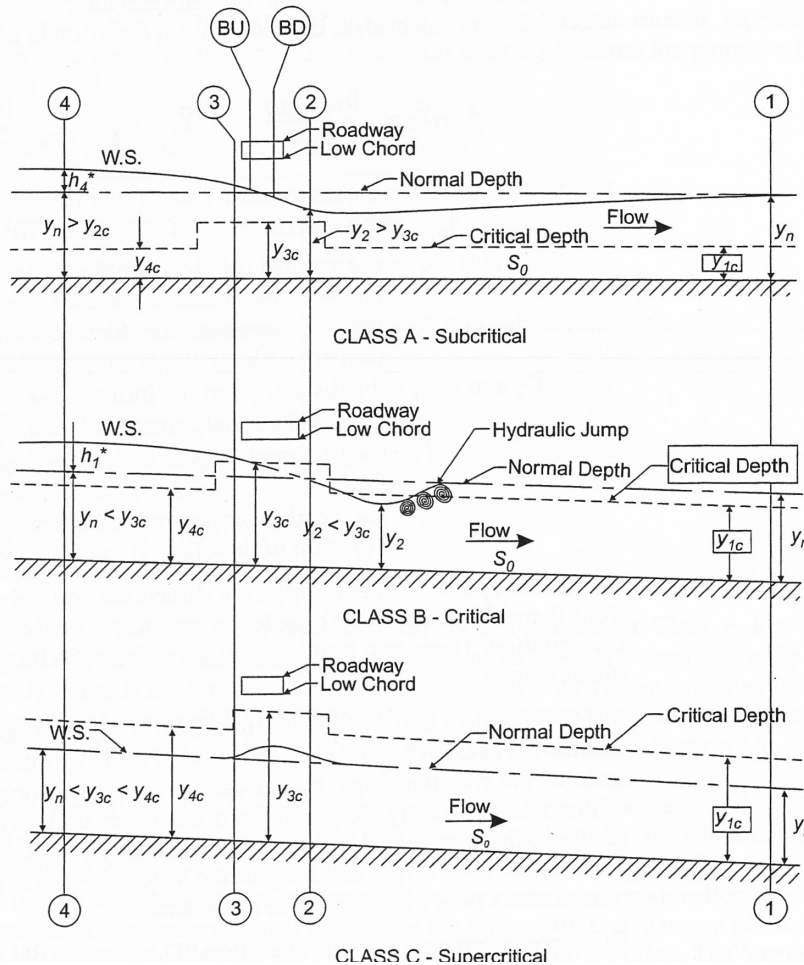 BU BD
4 3 2 1
Roadway
Low Chord
W.S.
h4*
Normal Depth
Flow
yn > y2c
y3c
y2 > y3c
Critical Depth
yn
y4c
S0
y1c
CLASS A - Subcritical
Roadway
Low Chord
W.S.
Hydraulic Jump
h1*
Normal Depth
Critical Depth
yn < y3c
y4c
y3c
y2 < y3c
y2
Flow
S0
y1c
CLASS B - Critical
Roadway
Low Chord
W.S.
Critical Depth
Normal Depth
yn < y3c < y4c
y4c
y3c
Flow
S0
y1c
4 3 2 1
CLASS C - Supercritical